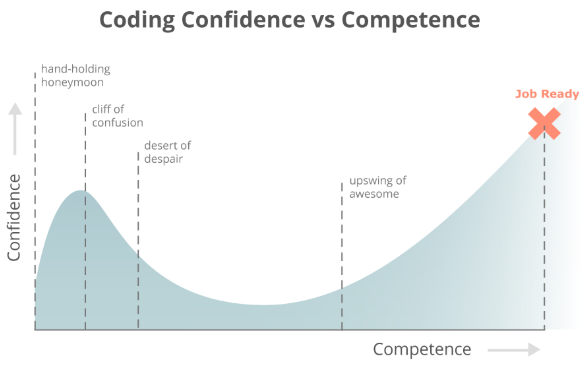 Coding Confidence vs Competence
hand-holding
honeymoon
cliff of
confusion
desert of
despair
upswing of
awesome
Job Ready
Confidence
Competence